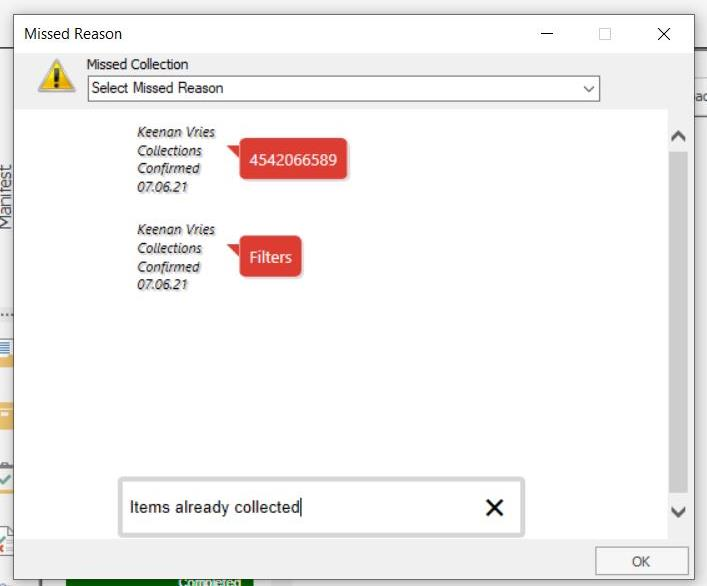 Missed Reason
Missed Collection
Select Missed Reason
Manifest
Keenan Vries
Collections
Confirmed
07.06.21
4542066589
Keenan Vries
Collections
Confirmed
07.06.21
Filters
Items already collected
OK
Completed